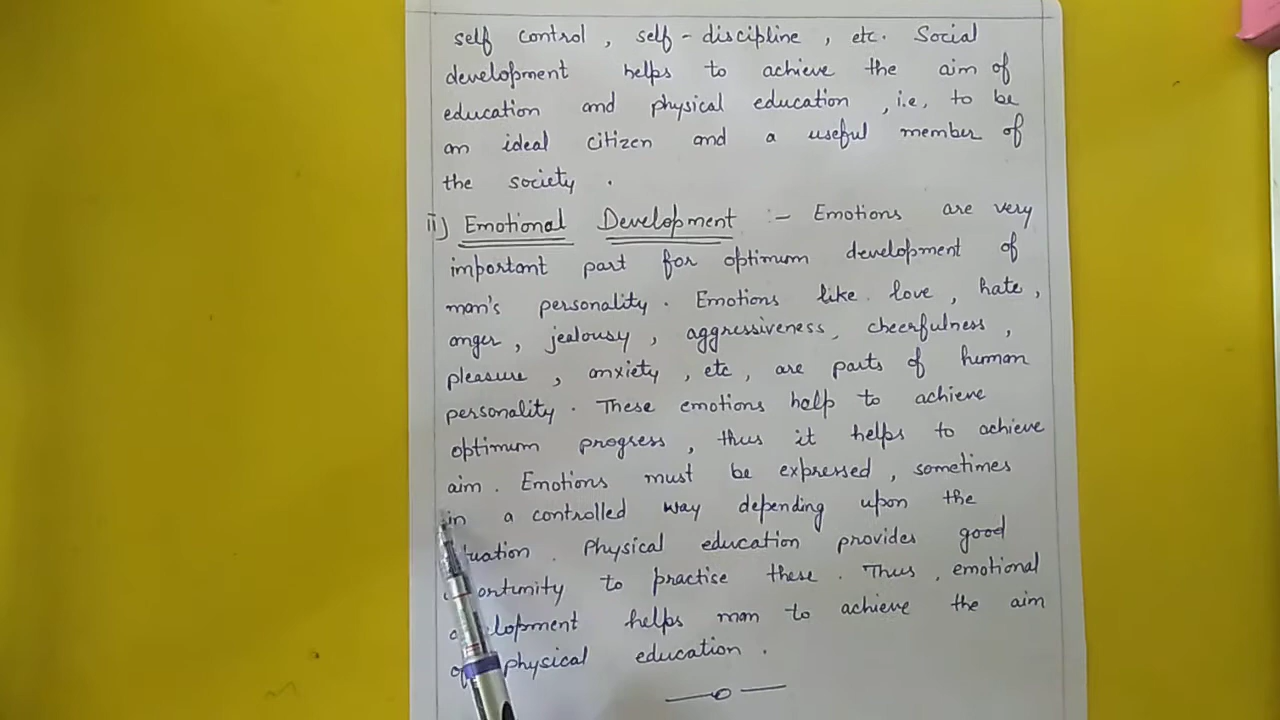 self control , self - discipline , etc. Social
development helps to achieve the aim of
education and physical education , i.e, to be
an ideal citizen and a useful member of
the society .
ii) Emotional Development :- Emotions are very
important part for optimum development of
man's personality . Emotions like love , hate ,
anger , jealousy , aggressiveness , cheerfulness ,
pleasure , anxiety , etc , are parts of human
personality . These emotions help to achieve
optimum progress , thus it helps to achieve
aim . Emotions must be expressed , sometimes
in a controlled way depending upon the
tuation . Physical education provides good
ortunity to practise these . Thus , emotional
lopment helps man to achieve the aim
of physical education .